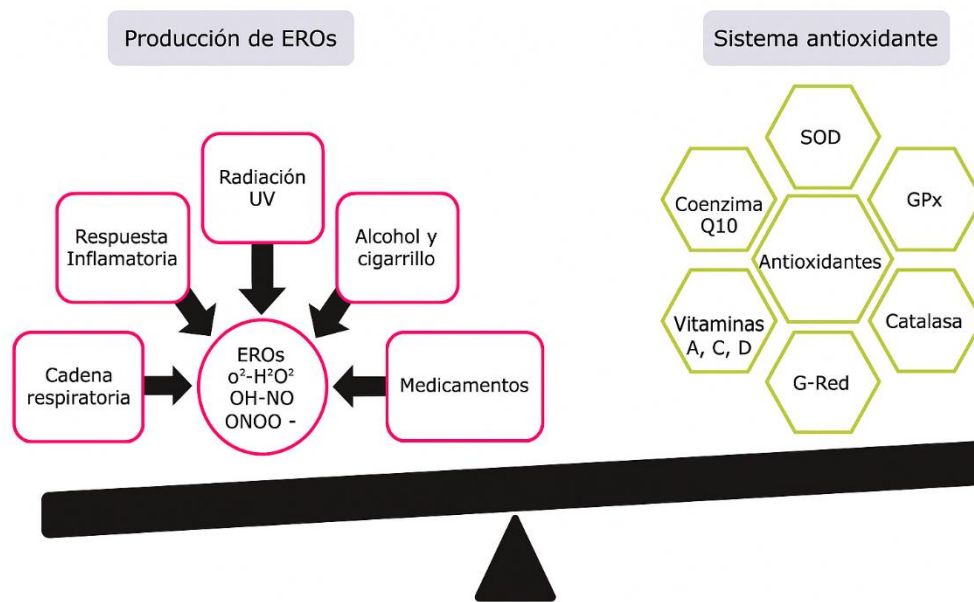 Producción de EROs
Sistema antioxidante
Radiación
UV
Respuesta
Inflamatoria
Alcohol y
cigarrillo
Cadena
respiratoria
EROs
o²-H²O²
OH-NO
ONOO -
Medicamentos
SOD
Coenzima
Q10
GPx
Antioxidantes
Vitaminas
A, C, D
Catalasa
G-Red